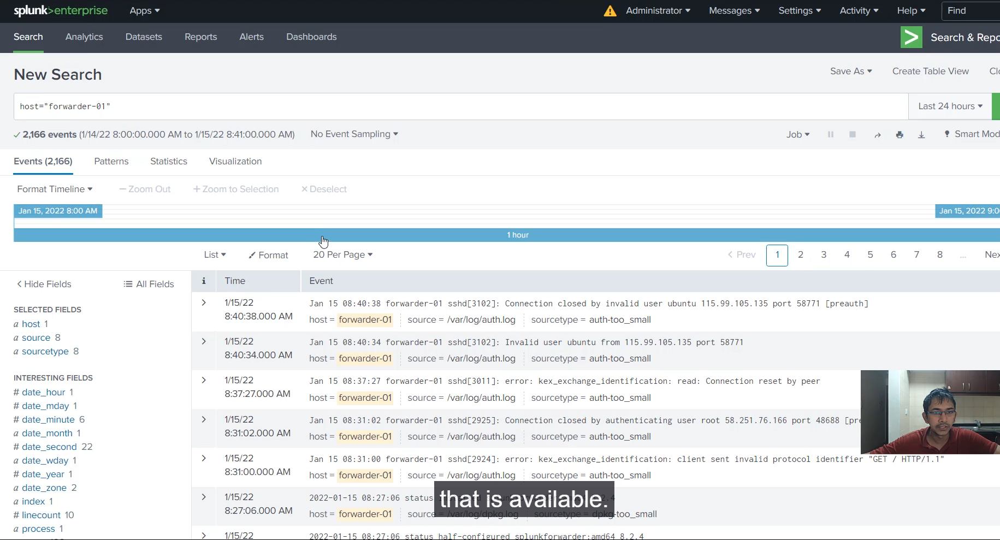 splunk>enterprise Apps Administrator Messages Settings Activity Help Find
Search Analytics Datasets Reports Alerts Dashboards > Search & Repo
New Search Save As Create Table View Clo
host="forwarder-01" Last 24 hours
✓ 2,166 events (1/14/22 8:00:00.000 AM to 1/15/22 8:41:00.000 AM) No Event Sampling Job Smart Mod
Events (2,166) Patterns Statistics Visualization
Format Timeline — Zoom Out + Zoom to Selection × Deselect
Jan 15, 2022 8:00 AM Jan 15, 2022 9:0
1 hour
List Format 20 Per Page < Prev 1 2 3 4 5 6 7 8 ... Nex
< Hide Fields All Fields
SELECTED FIELDS
a host 1
a source 8
a sourcetype 8
INTERESTING FIELDS
# date_hour 1
# date_mday 1
# date_minute 6
a date_month 1
# date_second 22
a date_wday 1
# date_year 1
a date_zone 2
a index 1
# linecount 10
a process 1
i Time Event
> 1/15/22 Jan 15 08:40:38 forwarder-01 sshd[3102]: Connection closed by invalid user ubuntu 115.99.105.135 port 58771 [preauth]
8:40:38.000 AM host = forwarder-01 source = /var/log/auth.log sourcetype = auth-too_small
> 1/15/22 Jan 15 08:40:34 forwarder-01 sshd[3102]: Invalid user ubuntu from 115.99.105.135 port 58771
8:40:34.000 AM host = forwarder-01 source = /var/log/auth.log sourcetype = auth-too_small
> 1/15/22 Jan 15 08:37:27 forwarder-01 sshd[3011]: error: kex_exchange_identification: read: Connection reset by peer
8:37:27.000 AM host = forwarder-01 source = /var/log/auth.log sourcetype = auth-too_small
> 1/15/22 Jan 15 08:31:02 forwarder-01 sshd[2925]: Connection closed by authenticating user root 58.251.76.166 port 48688 [pre
8:31:02.000 AM host = forwarder-01 source = /var/log/auth.log sourcetype = auth-too_small
> 1/15/22 Jan 15 08:31:00 forwarder-01 sshd[2924]: error: kex_exchange_identification: client sent invalid protocol identifier "GET / HTTP/1.1"
8:31:00.000 AM host = forwarder-01 source = /var/log/auth.log sourcetype = auth-too_small
> 1/15/22 2022-01-15 08:27:06 status
8:27:06.000 AM host = forwarder-01 source = /var/log/dpkg.log sourcetype = dpkg-too_small
that is available.
> 1/15/22 2022-01-15 08:27:06 status half-configured splunkforwarder:amd64 8.2.4